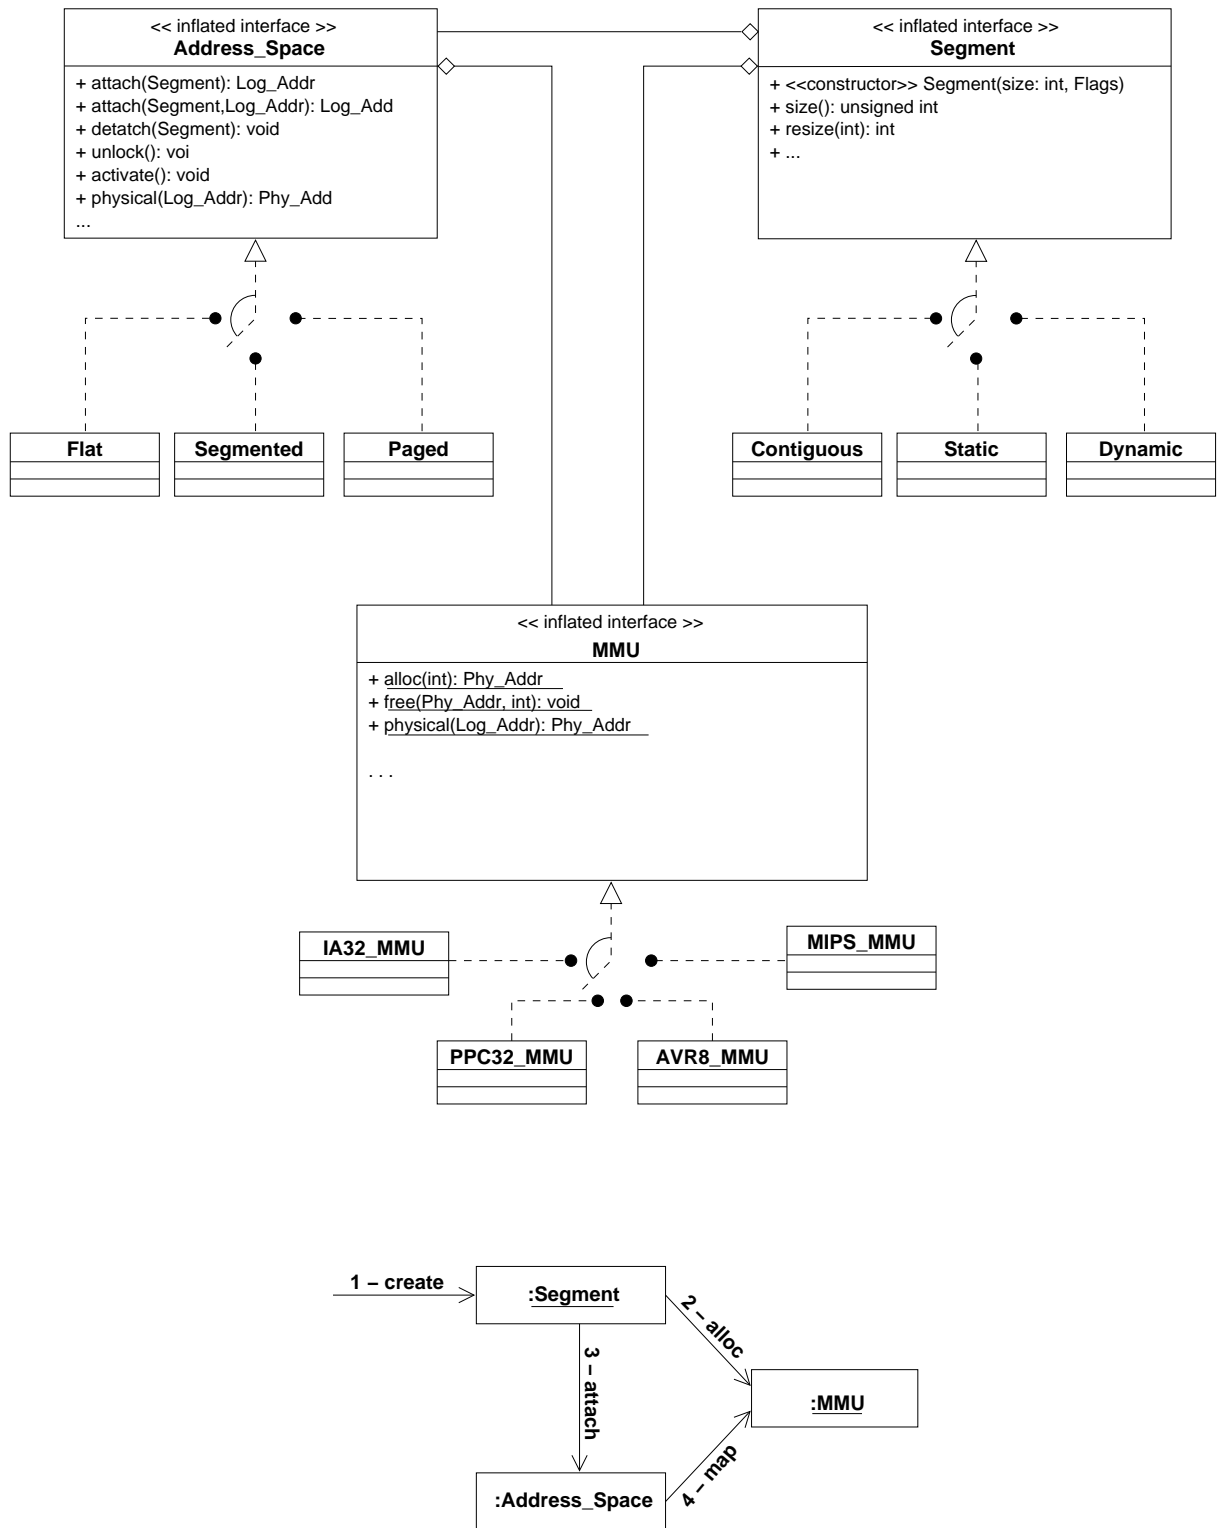 << inflated interface >>
Address_Space
+ attach(Segment): Log_Addr
+ attach(Segment,Log_Addr): Log_Add
+ detatch(Segment): void
+ unlock(): voi
+ activate(): void
+ physical(Log_Addr): Phy_Add
...
<< inflated interface >>
Segment
+ <<constructor>> Segment(size: int, Flags)
+ size(): unsigned int
+ resize(int): int
+ ...
Flat
Segmented
Paged
Contiguous
Static
Dynamic
<< inflated interface >>
MMU
+ alloc(int): Phy_Addr
+ free(Phy_Addr, int): void
+ physical(Log_Addr): Phy_Addr
. . .
IA32_MMU
MIPS_MMU
PPC32_MMU
AVR8_MMU
1 – create
:Segment
2 – alloc
3 – attach
:MMU
4 – map
:Address_Space